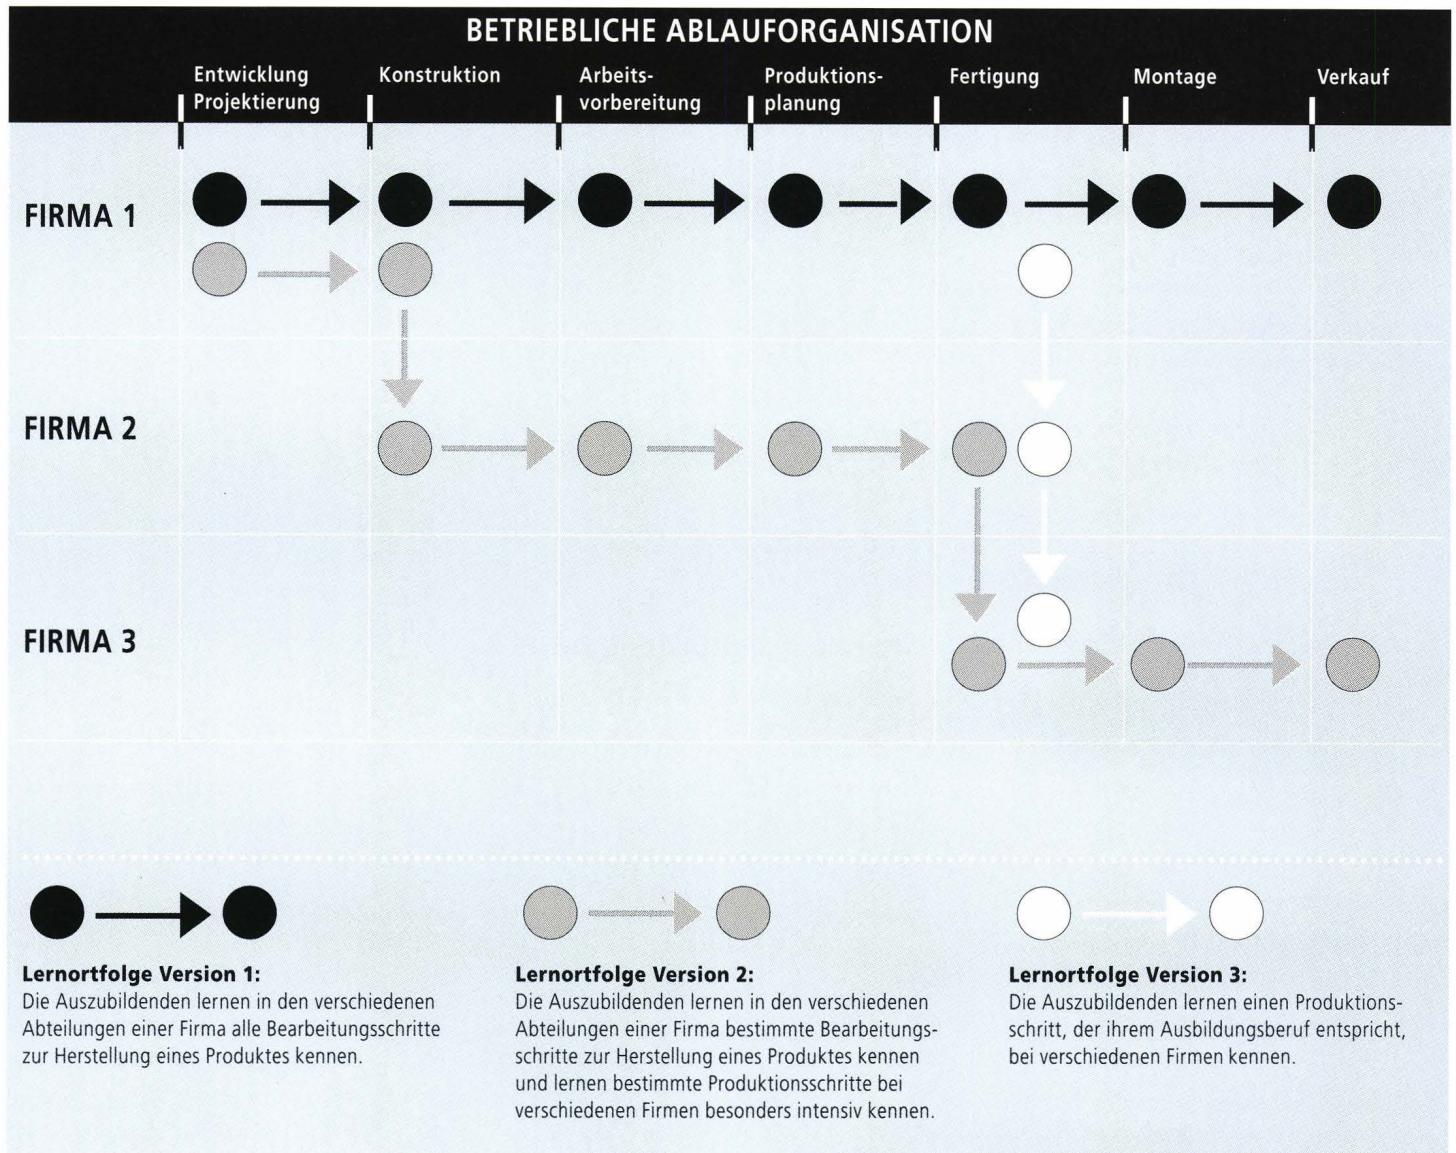 BETRIEBLICHE ABLAUFORGANISATION
Entwicklung
Projektierung
Konstruktion
Arbeits-
vorbereitung
Produktions-
planung
Fertigung
Montage
Verkauf
FIRMA 1
FIRMA 2
FIRMA 3
Lernortfolge Version 1:
Die Auszubildenden lernen in den verschiedenen
Abteilungen einer Firma alle Bearbeitungsschritte
zur Herstellung eines Produktes kennen.
Lernortfolge Version 2:
Die Auszubildenden lernen in den verschiedenen
Abteilungen einer Firma bestimmte Bearbeitungs-
schritte zur Herstellung eines Produktes kennen
und lernen bestimmte Produktionsschritte bei
verschiedenen Firmen besonders intensiv kennen.
Lernortfolge Version 3:
Die Auszubildenden lernen einen Produktions-
schritt, der ihrem Ausbildungsberuf entspricht,
bei verschiedenen Firmen kennen.